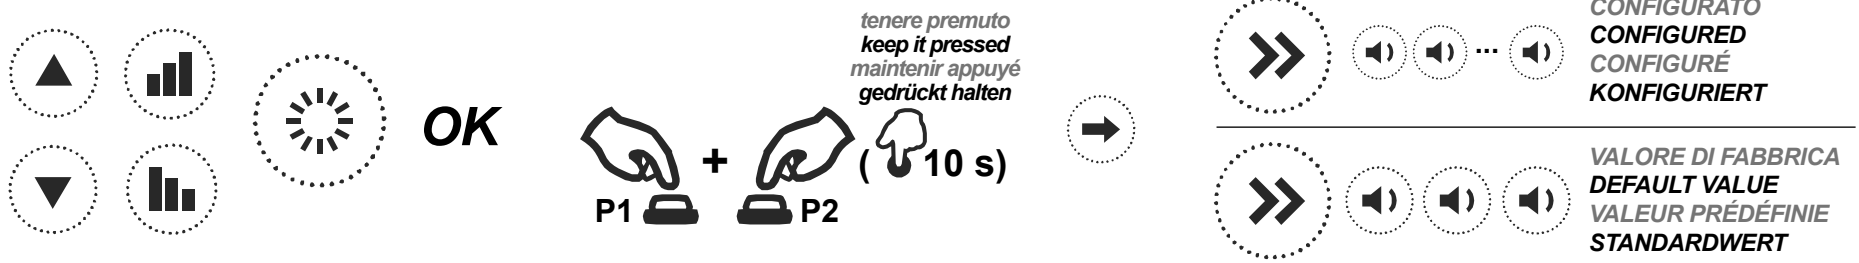 OK
tenere premuto
keep it pressed
maintenir appuyé
gedrückt halten
P1 + P2 ( 10 s)
CONFIGURATO
CONFIGURED
CONFIGURÉ
KONFIGURIERT
...
VALORE DI FABBRICA
DEFAULT VALUE
VALEUR PRÉDÉFINIE
STANDARDWERT